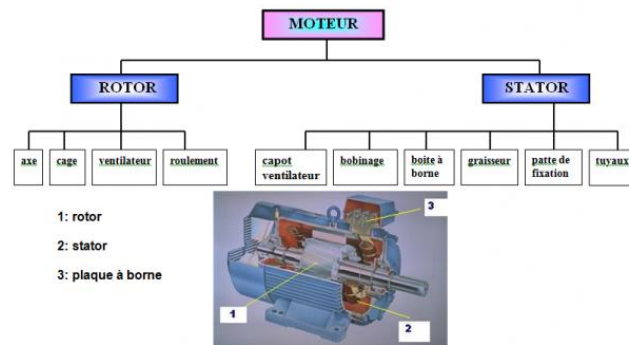 MOTEUR
ROTOR
STATOR
axe
cage
ventilateur
roulement
capot
ventilateur
bobinage
boite à
borne
graisseur
patte de
fixation
tuyaux
1: rotor
2: stator
3: plaque à borne
3
1
2